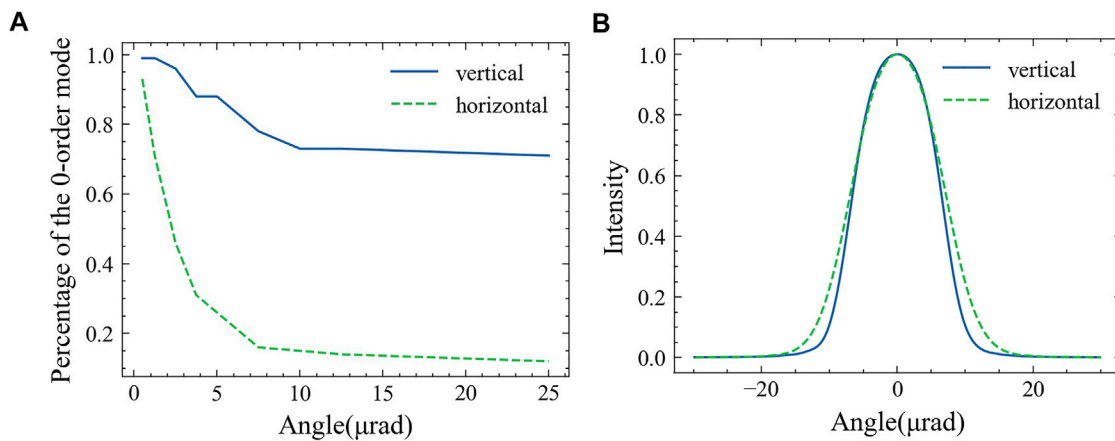 A
Percentage of the 0-order mode
1.0
0.8
0.6
0.4
0.2
vertical
horizontal
0 5 10 15 20 25
Angle(μrad)
B
Intensity
1.0
0.8
0.6
0.4
0.2
0.0
vertical
horizontal
−20 0 20
Angle(μrad)